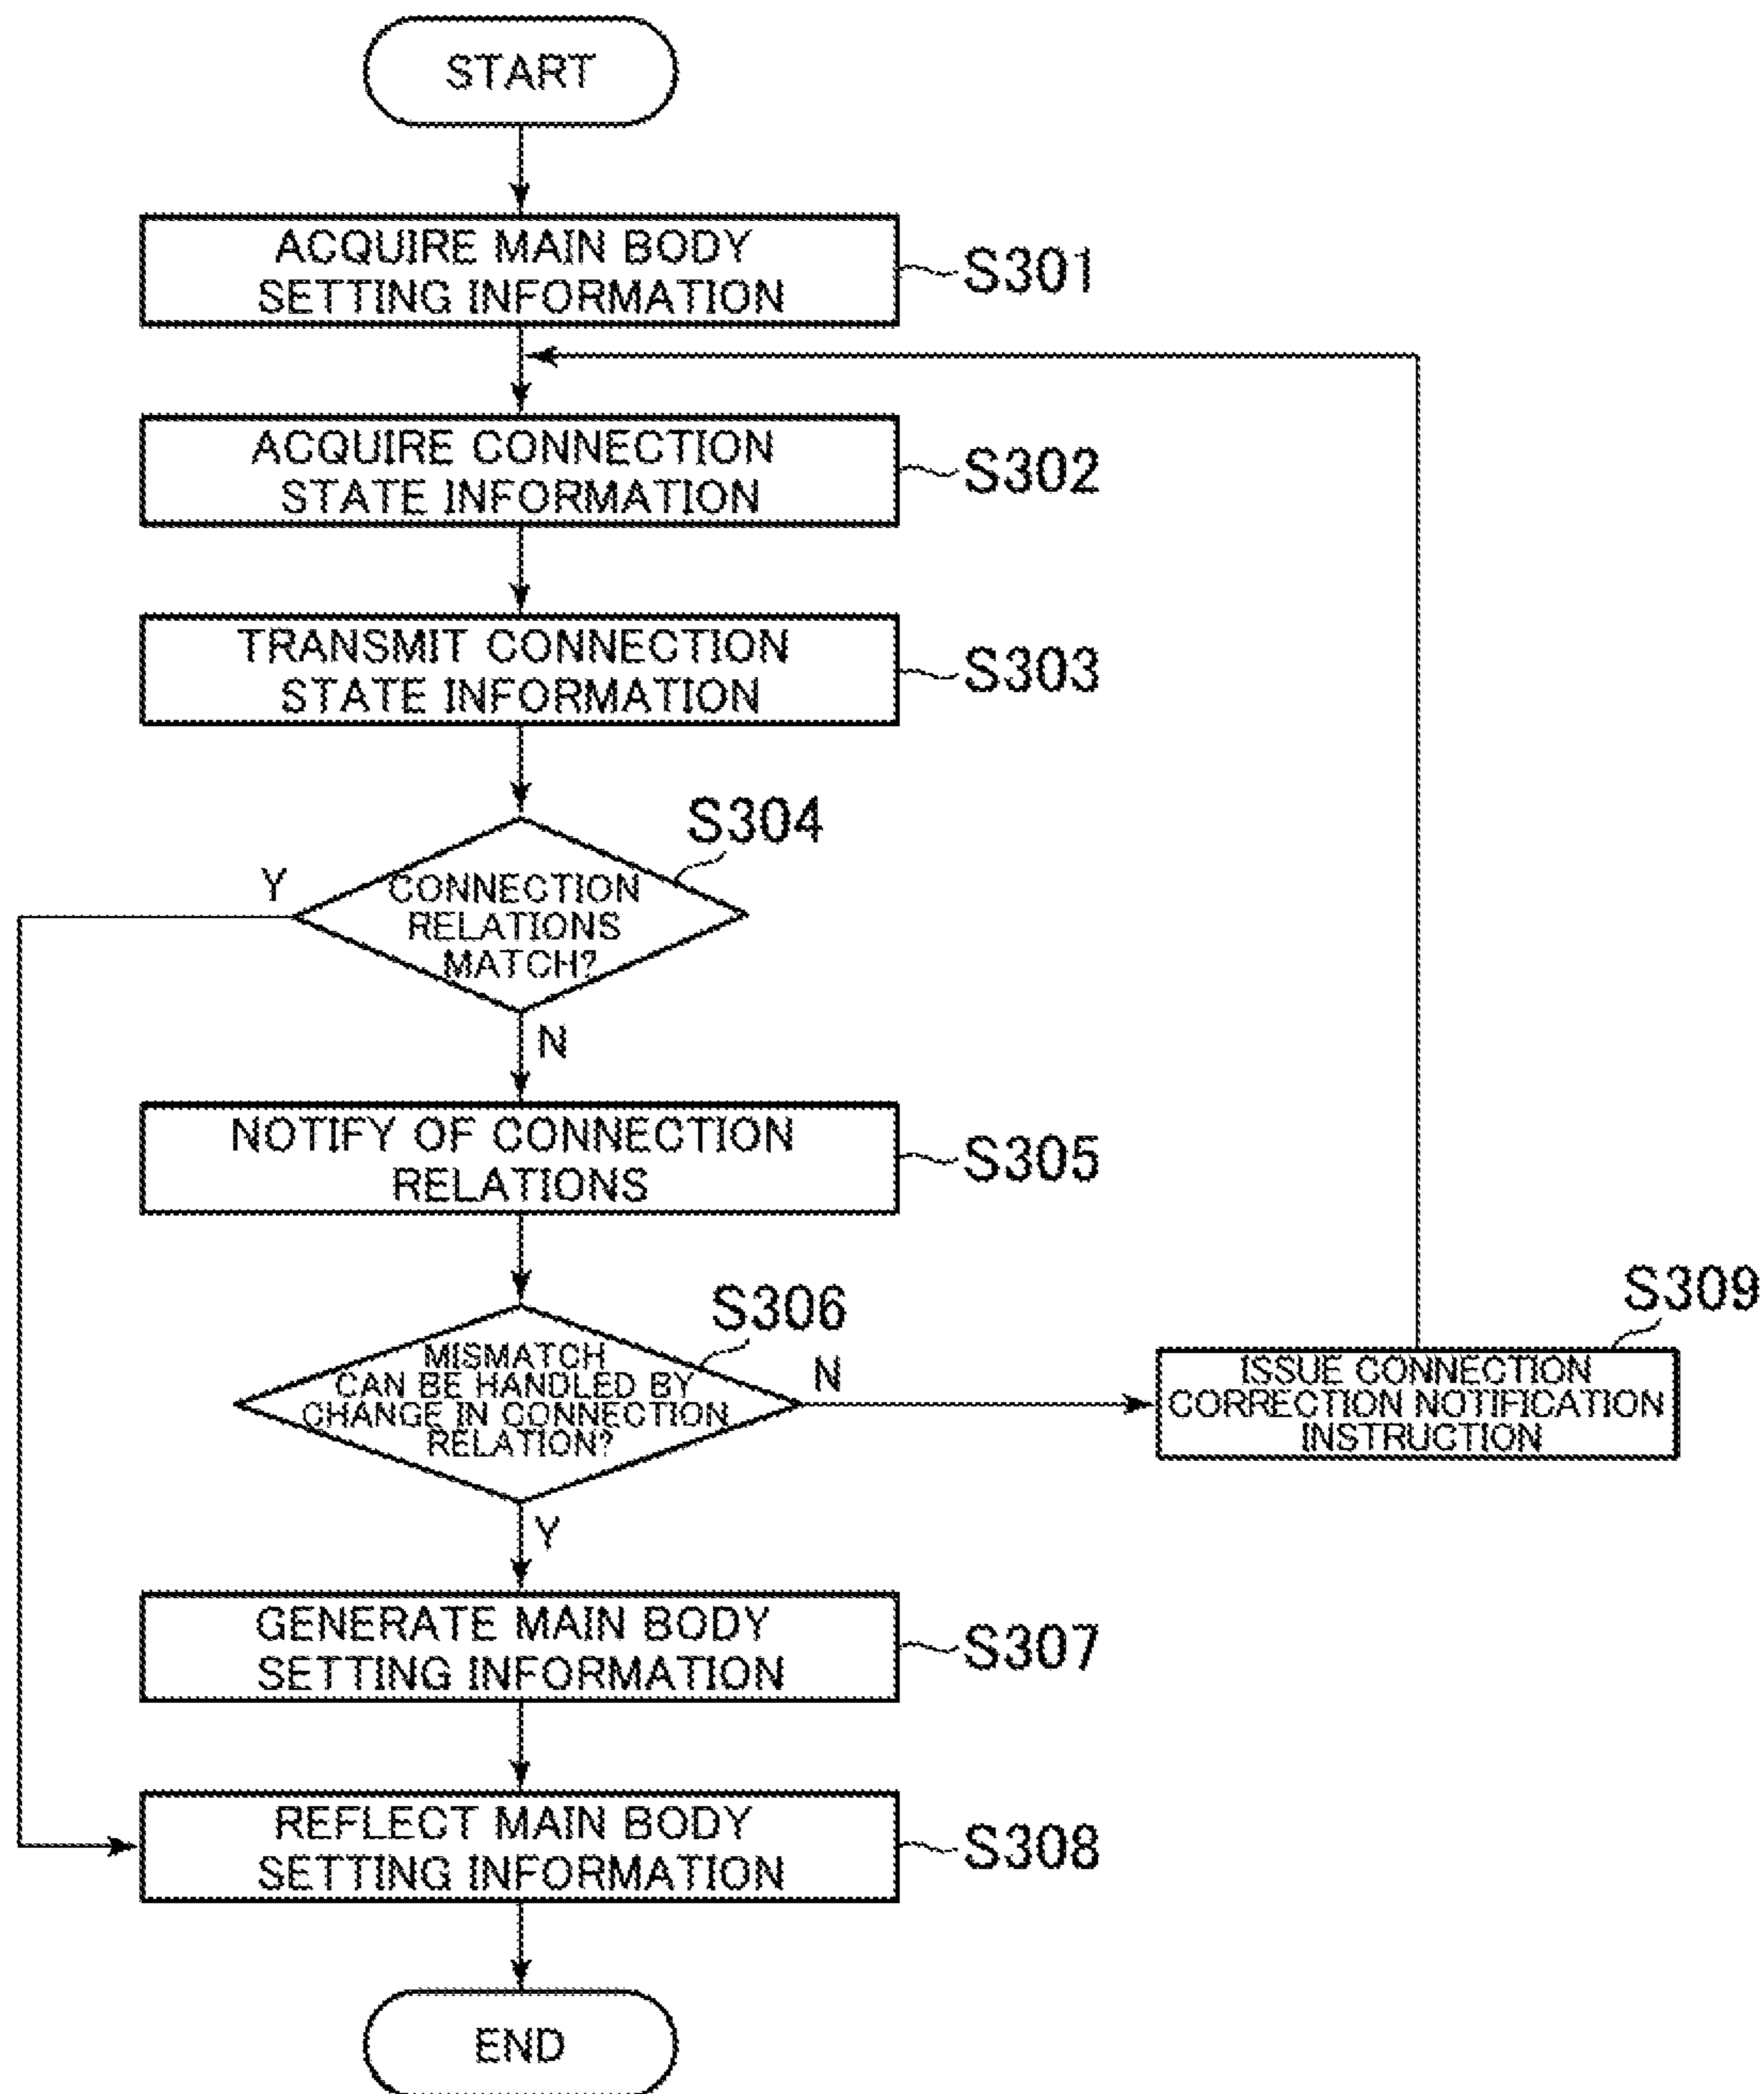 START
ACQUIRE MAIN BODY
SETTING INFORMATION
S301
ACQUIRE CONNECTION
STATE INFORMATION
S302
TRANSMIT CONNECTION
STATE INFORMATION
S303
S304
Y
CONNECTION
RELATIONS
MATCH?
N
NOTIFY OF CONNECTION
RELATIONS
S305
S306
MISMATCH
CAN BE HANDLED BY
CHANGE IN CONNECTION
RELATION?
N
S309
ISSUE CONNECTION
CORRECTION NOTIFICATION
INSTRUCTION
Y
GENERATE MAIN BODY
SETTING INFORMATION
S307
REFLECT MAIN BODY
SETTING INFORMATION
S308
END